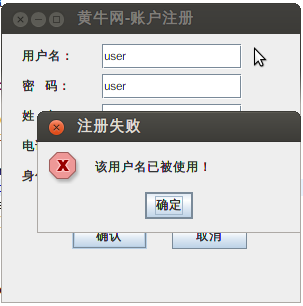 黄牛网-账户注册
用户名：
user
密 码：
user
姓
注册失败
电
该用户名已被使用！
身
确定
确认
取消